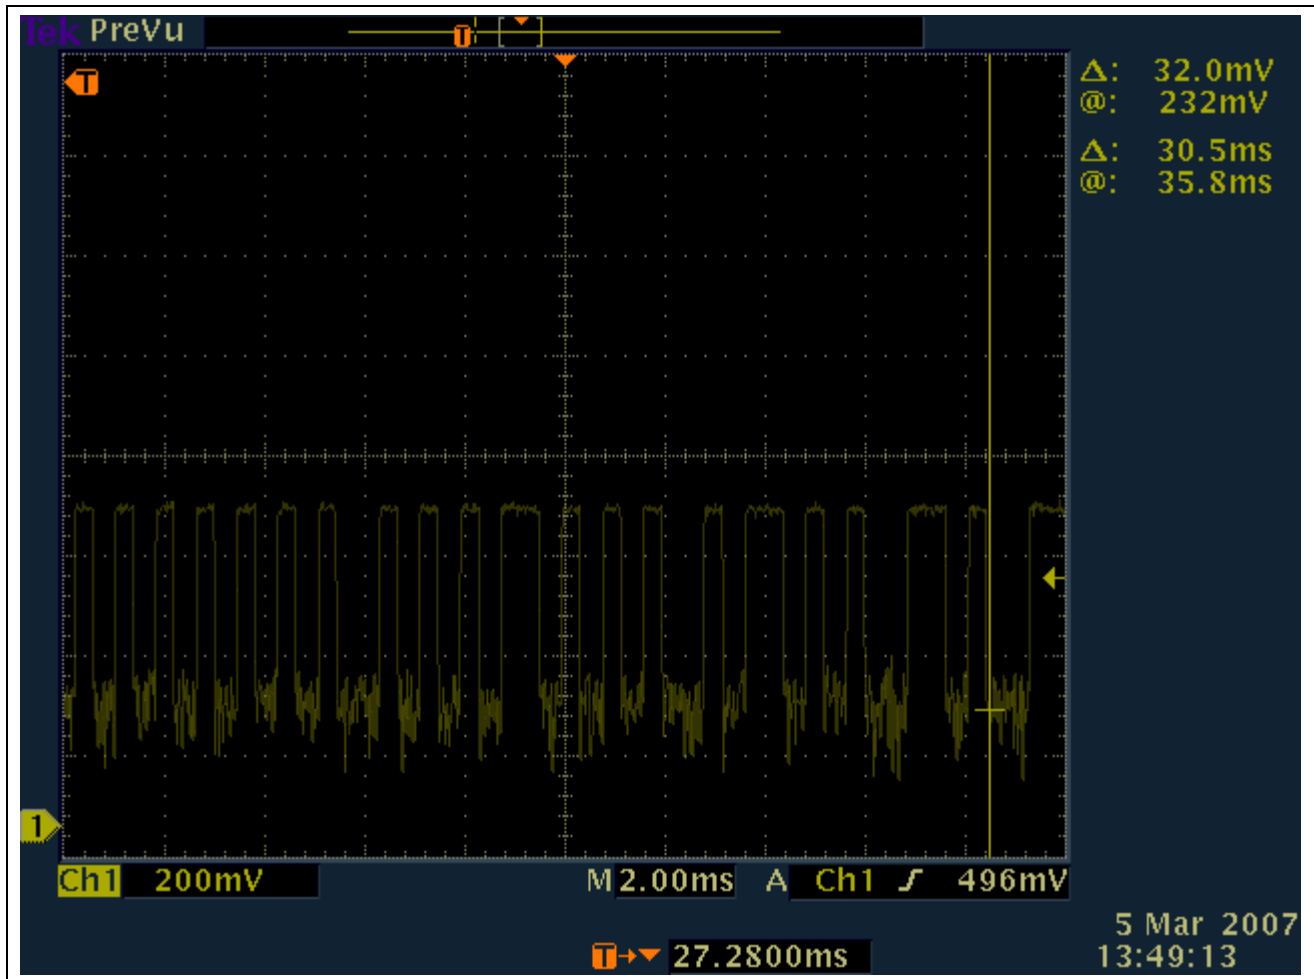 Tek PreVu
T
T
Δ: 32.0mV
@: 232mV
Δ: 30.5ms
@: 35.8ms
1
Ch1 200mV M 2.00ms A Ch1 496mV
T 27.2800ms
5 Mar 2007
13:49:13